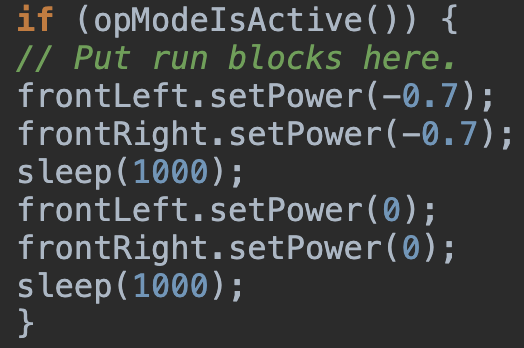 if (opModeIsActive()) {
// Put run blocks here.
frontLeft.setPower(-0.7);
frontRight.setPower(-0.7);
sleep(1000);
frontLeft.setPower(0);
frontRight.setPower(0);
sleep(1000);
}